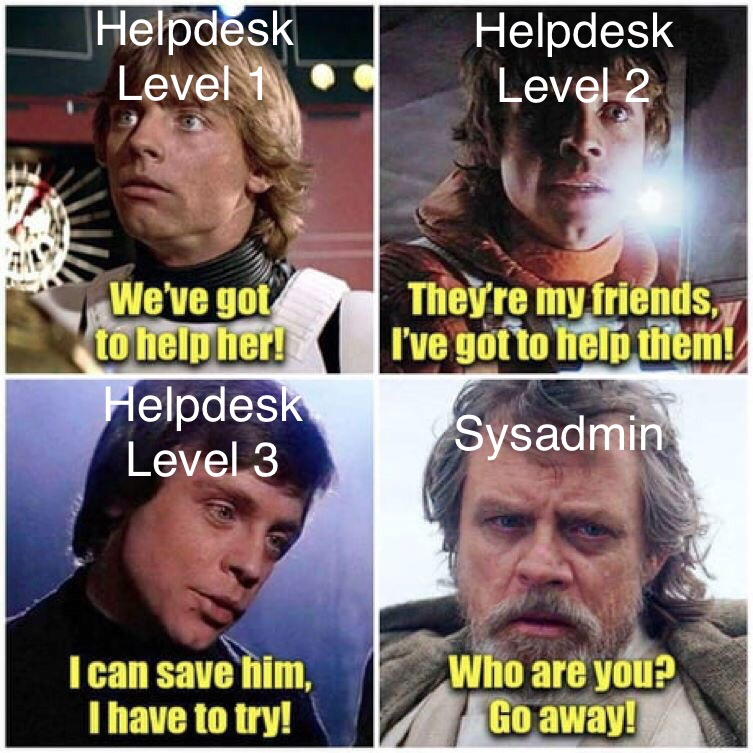 Helpdesk
Level 1
We've got
to help her!
Helpdesk
Level 2
They're my friends,
I've got to help them!
Helpdesk
Level 3
I can save him,
I have to try!
Sysadmin
Who are you?
Go away!